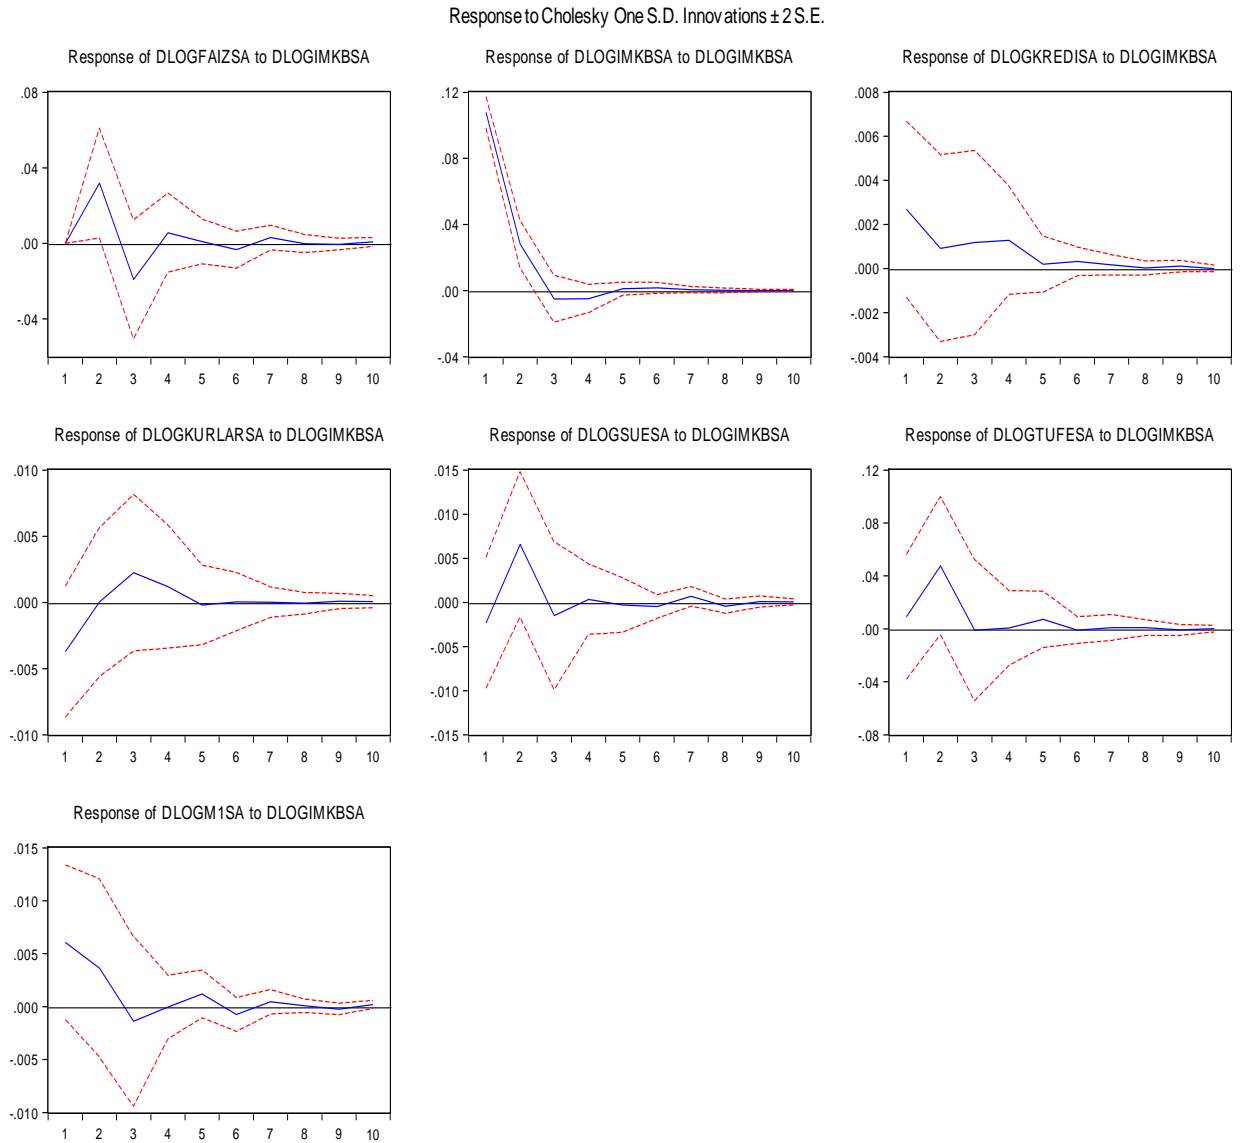 Response to Cholesky One S.D. Innovations ± 2 S.E.
Response of DLOGFAIZSA to DLOGIMKBSA
.08
.04
.00
-.04
1 2 3 4 5 6 7 8 9 10
Response of DLOGIMKBSA to DLOGIMKBSA
.12
.08
.04
.00
-.04
1 2 3 4 5 6 7 8 9 10
Response of DLOGKREDISA to DLOGIMKBSA
.008
.006
.004
.002
.000
-.002
-.004
1 2 3 4 5 6 7 8 9 10
Response of DLOGKURLARSA to DLOGIMKBSA
.010
.005
.000
-.005
-.010
1 2 3 4 5 6 7 8 9 10
Response of DLOGSUESA to DLOGIMKBSA
.015
.010
.005
.000
-.005
-.010
-.015
1 2 3 4 5 6 7 8 9 10
Response of DLOGTUFESA to DLOGIMKBSA
.12
.08
.04
.00
-.04
-.08
1 2 3 4 5 6 7 8 9 10
Response of DLOGM1SA to DLOGIMKBSA
.015
.010
.005
.000
-.005
-.010
1 2 3 4 5 6 7 8 9 10